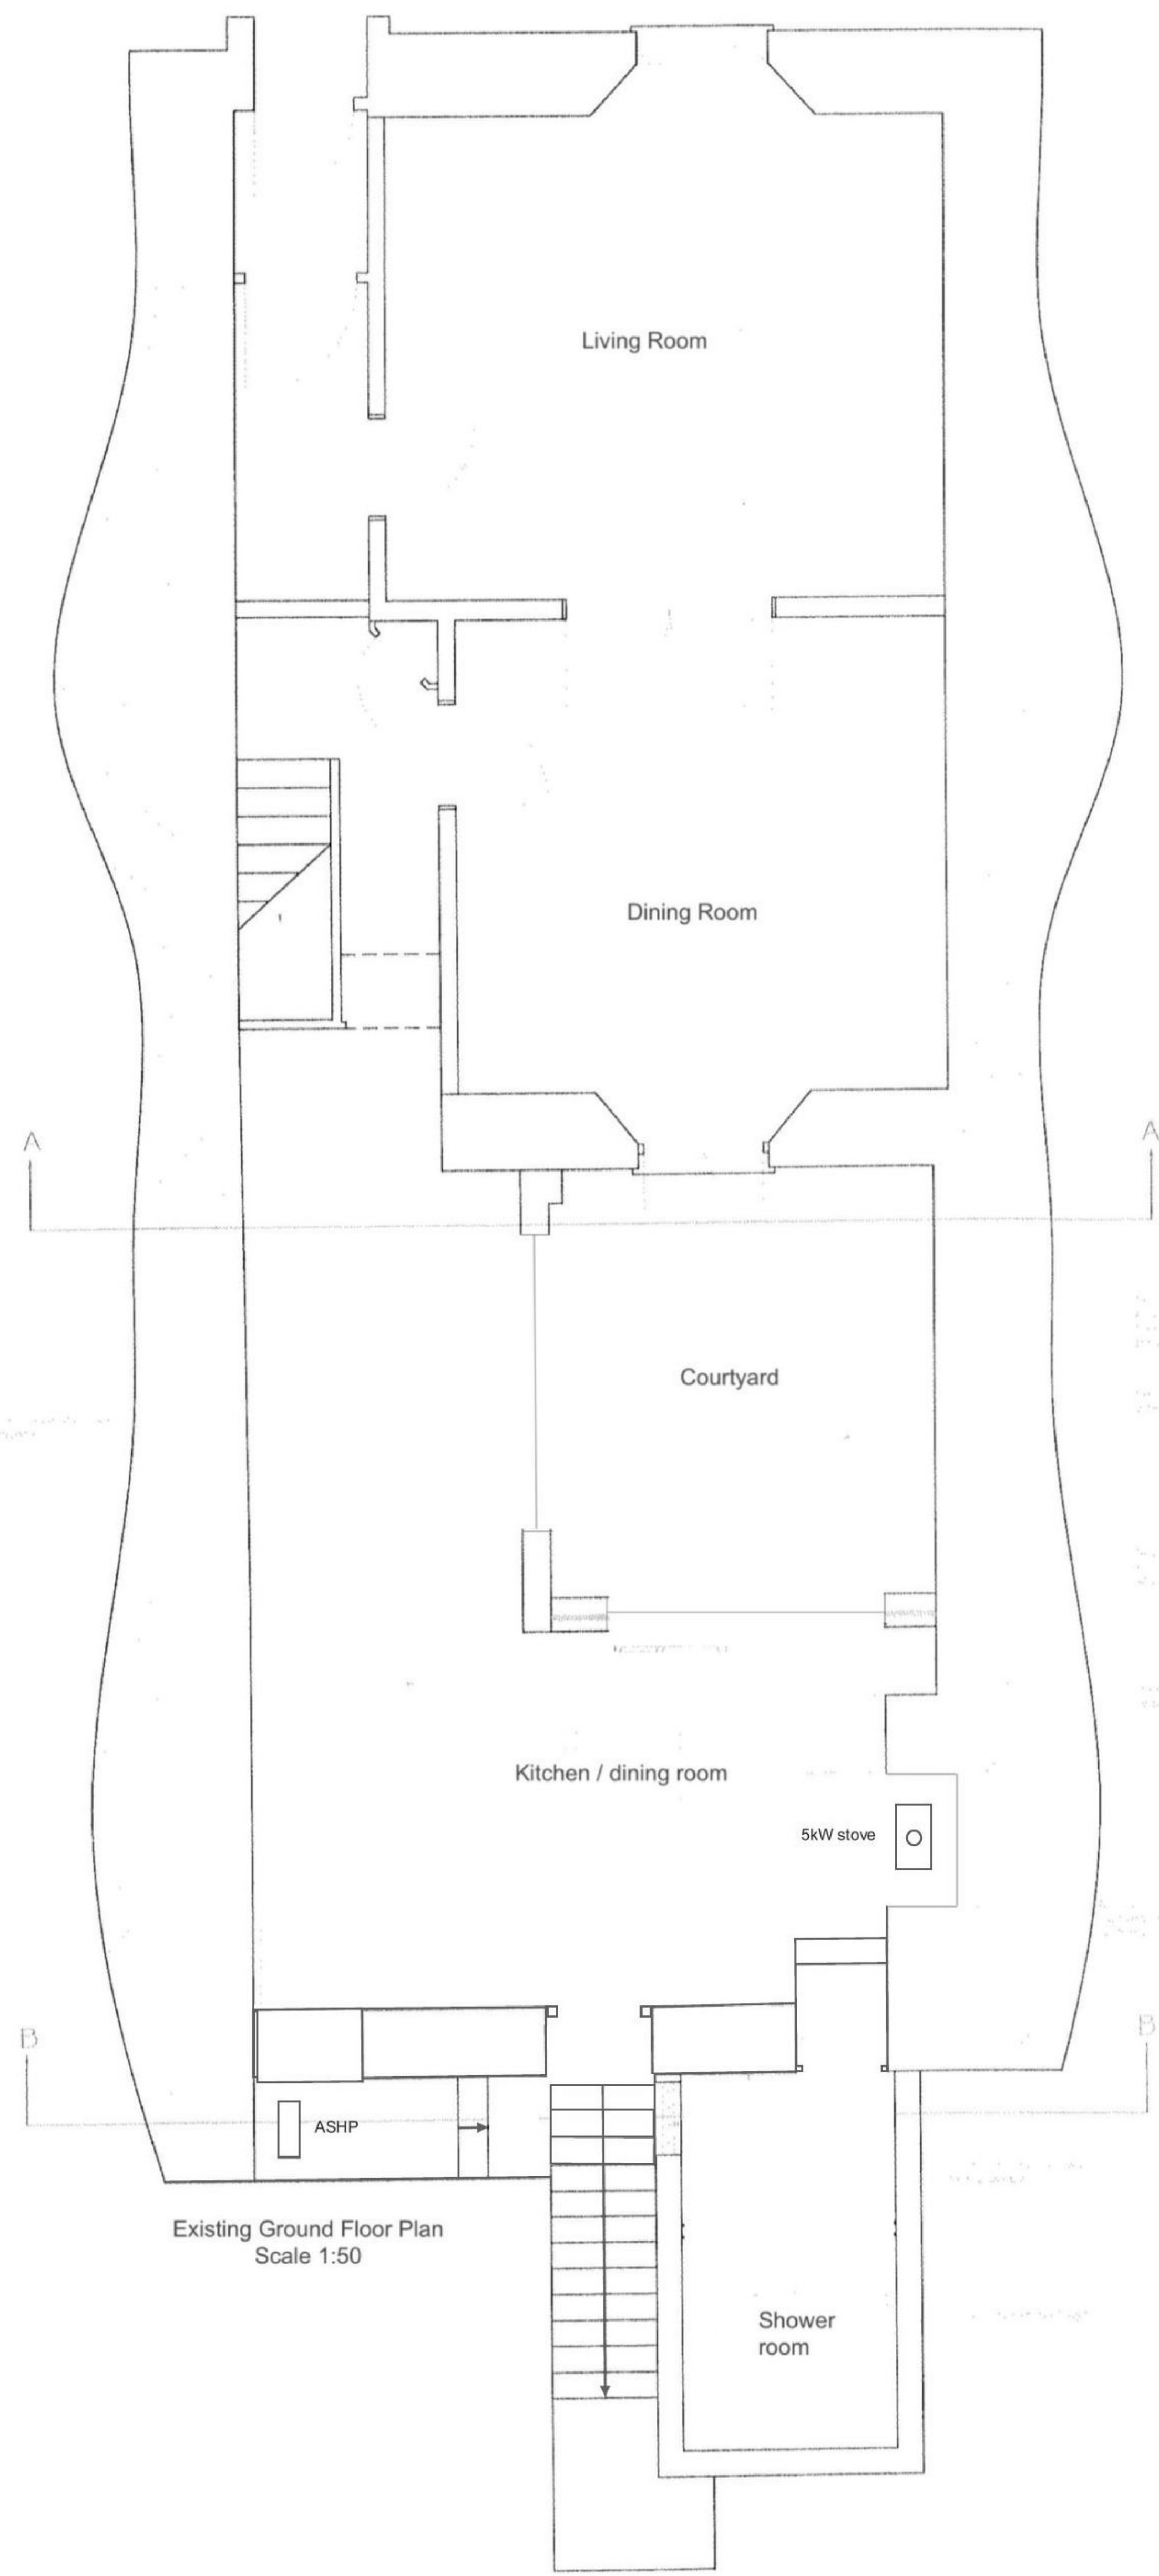 Living Room
Dining Room
A
A
Courtyard
Kitchen / dining room
5kW stove
B
B
ASHP
Existing Ground Floor Plan
Scale 1:50
Shower
room